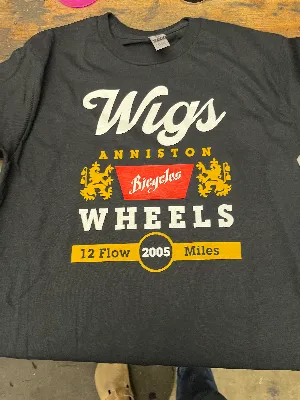 Wigs
ANNISTON
Bicycles
WHEELS
12 Flow 2005 Miles